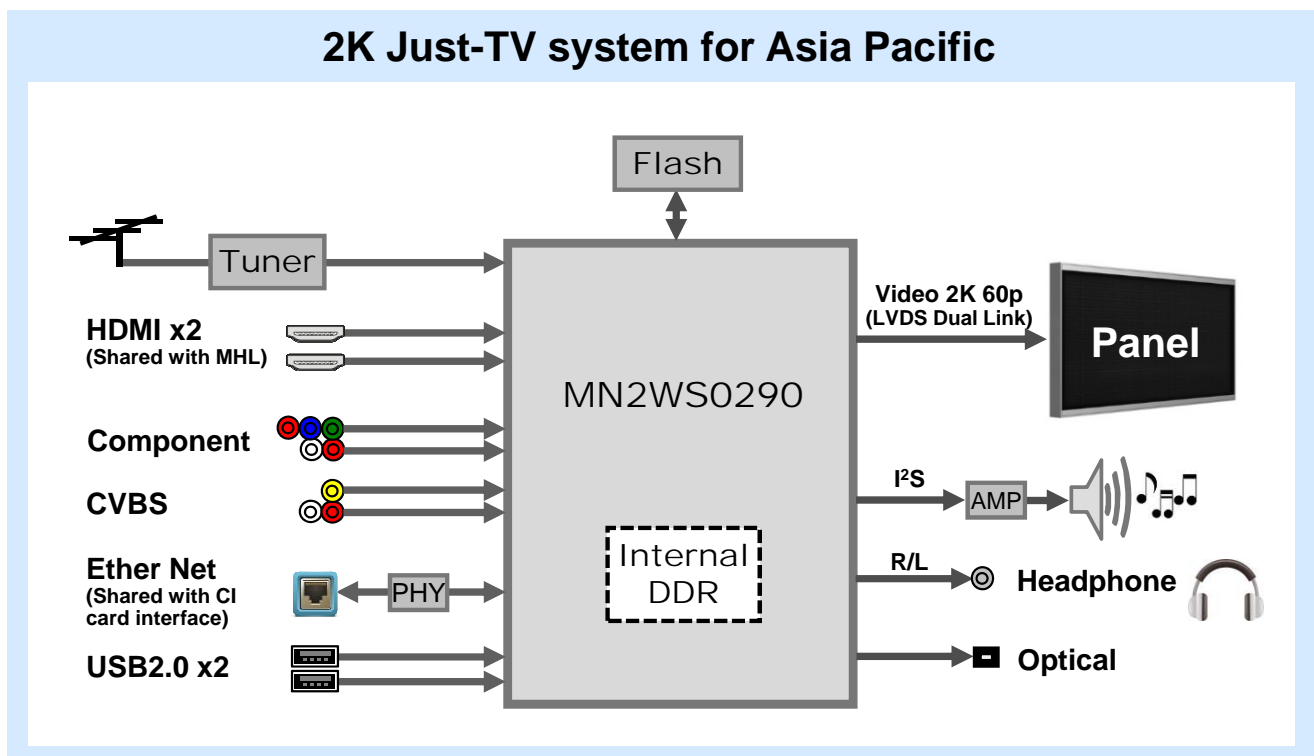 2K Just-TV system for Asia Pacific
Flash
Tuner
HDMI x2
(Shared with MHL)
Component
CVBS
Ether Net
(Shared with CI
card interface)
PHY
USB2.0 x2
MN2WS0290
Internal
DDR
Video 2K 60p
(LVDS Dual Link)
Panel
I²S
AMP
R/L
Headphone
Optical